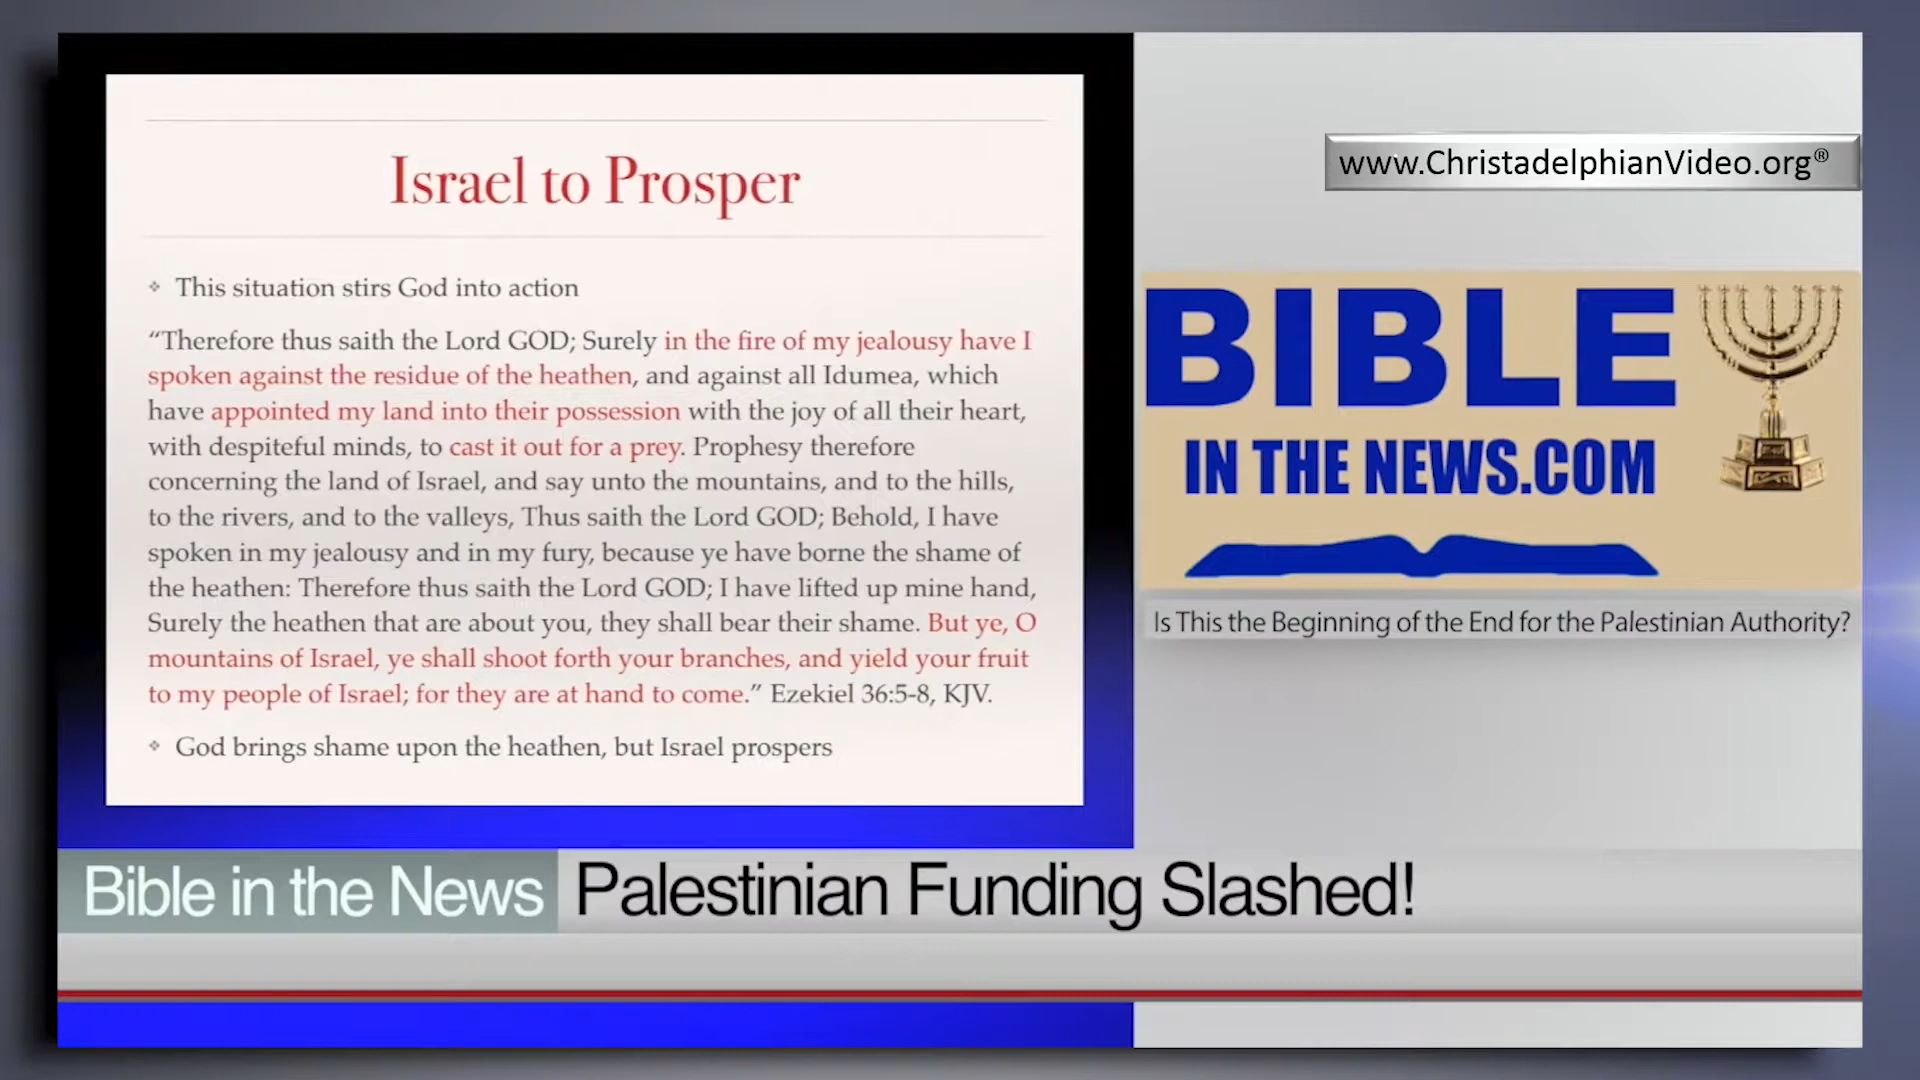 Israel to Prosper
❖ This situation stirs God into action
“Therefore thus saith the Lord GOD; Surely in the fire of my jealousy have I
spoken against the residue of the heathen, and against all Idumea, which
have appointed my land into their possession with the joy of all their heart,
with despiteful minds, to cast it out for a prey. Prophesy therefore
concerning the land of Israel, and say unto the mountains, and to the hills,
to the rivers, and to the valleys, Thus saith the Lord GOD; Behold, I have
spoken in my jealousy and in my fury, because ye have borne the shame of
the heathen: Therefore thus saith the Lord GOD; I have lifted up mine hand,
Surely the heathen that are about you, they shall bear their shame. But ye, O
mountains of Israel, ye shall shoot forth your branches, and yield your fruit
to my people of Israel; for they are at hand to come.” Ezekiel 36:5-8, KJV.
❖ God brings shame upon the heathen, but Israel prospers
www.ChristadelphianVideo.org®
BIBLE
IN THE NEWS.COM
Is This the Beginning of the End for the Palestinian Authority?
Bible in the News
Palestinian Funding Slashed!